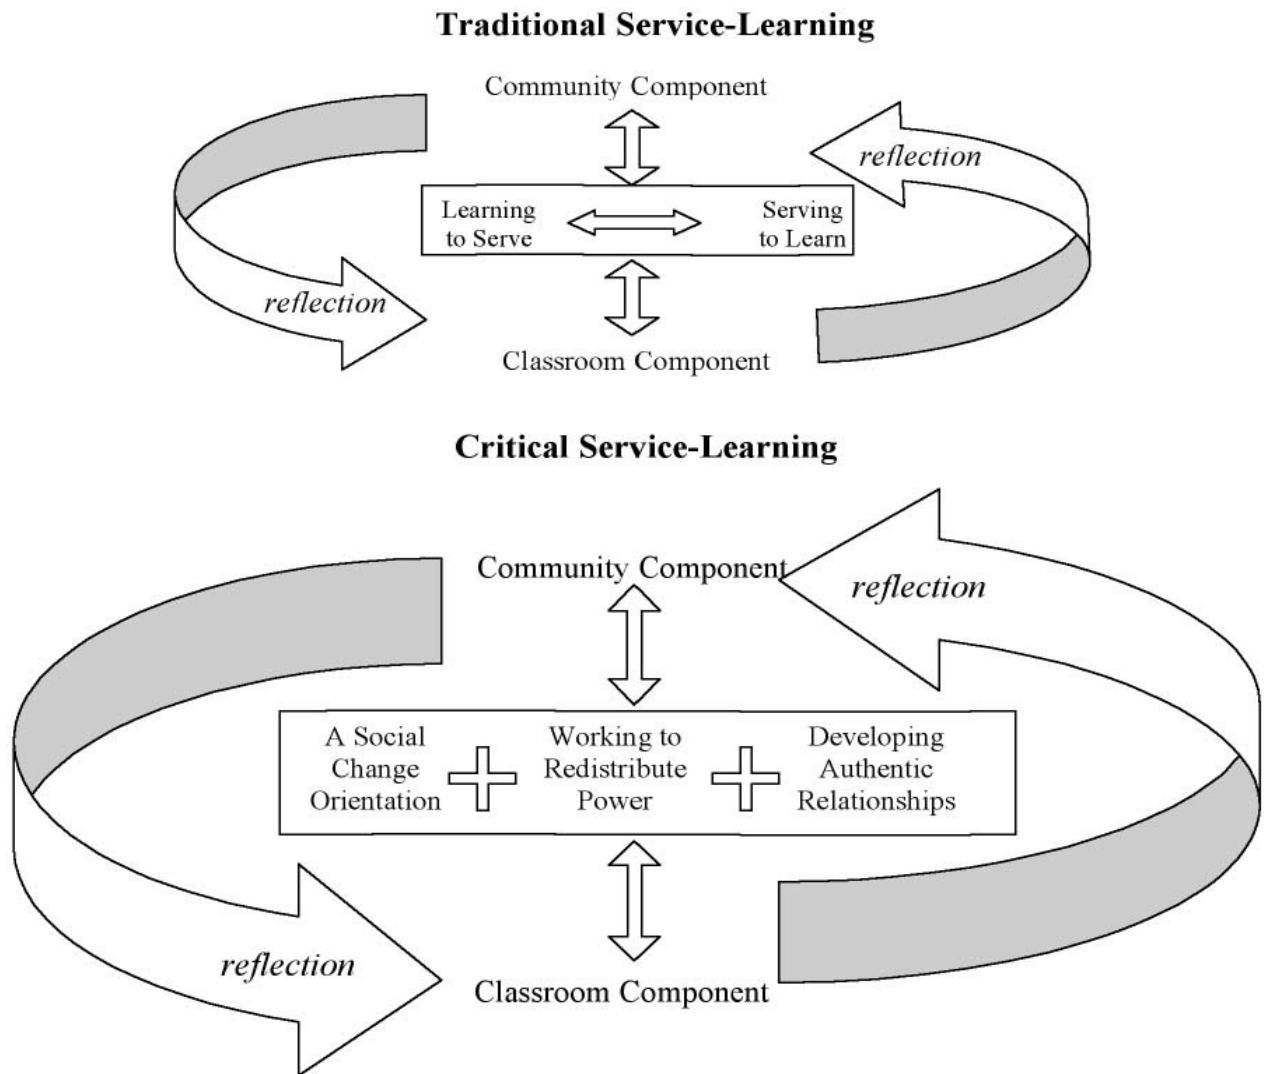 Traditional Service-Learning
Community Component
reflection
Learning
to Serve
Serving
to Learn
reflection
Classroom Component
Critical Service-Learning
Community Component
reflection
A Social
Change
Orientation
Working to
Redistribute
Power
Developing
Authentic
Relationships
reflection
Classroom Component